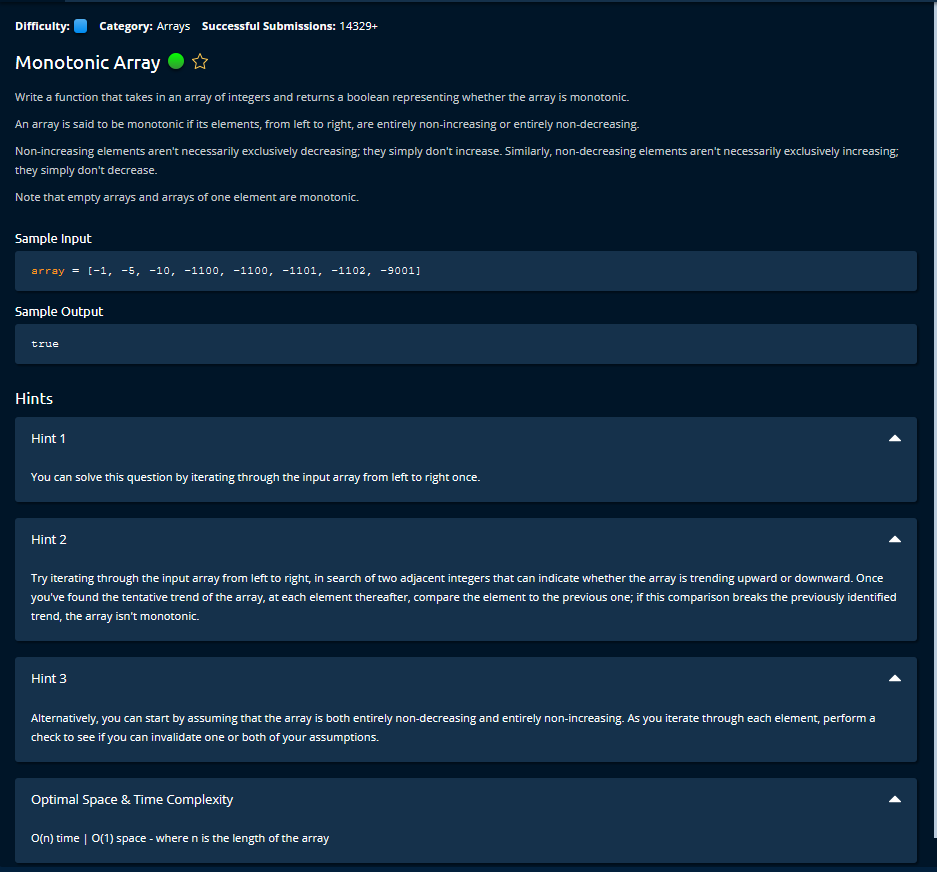 Difficulty: Category: Arrays Successful Submissions: 14329+
Monotonic Array
Write a function that takes in an array of integers and returns a boolean representing whether the array is monotonic.
An array is said to be monotonic if its elements, from left to right, are entirely non-increasing or entirely non-decreasing.
Non-increasing elements aren't necessarily exclusively decreasing; they simply don't increase. Similarly, non-decreasing elements aren't necessarily exclusively increasing;
they simply don't decrease.
Note that empty arrays and arrays of one element are monotonic.
Sample Input
array = [-1, -5, -10, -1100, -1100, -1101, -1102, -9001]
Sample Output
true
Hints
Hint 1
You can solve this question by iterating through the input array from left to right once.
Hint 2
Try iterating through the input array from left to right, in search of two adjacent integers that can indicate whether the array is trending upward or downward. Once
you've found the tentative trend of the array, at each element thereafter, compare the element to the previous one; if this comparison breaks the previously identified
trend, the array isn't monotonic.
Hint 3
Alternatively, you can start by assuming that the array is both entirely non-decreasing and entirely non-increasing. As you iterate through each element, perform a
check to see if you can invalidate one or both of your assumptions.
Optimal Space & Time Complexity
O(n) time | O(1) space - where n is the length of the array